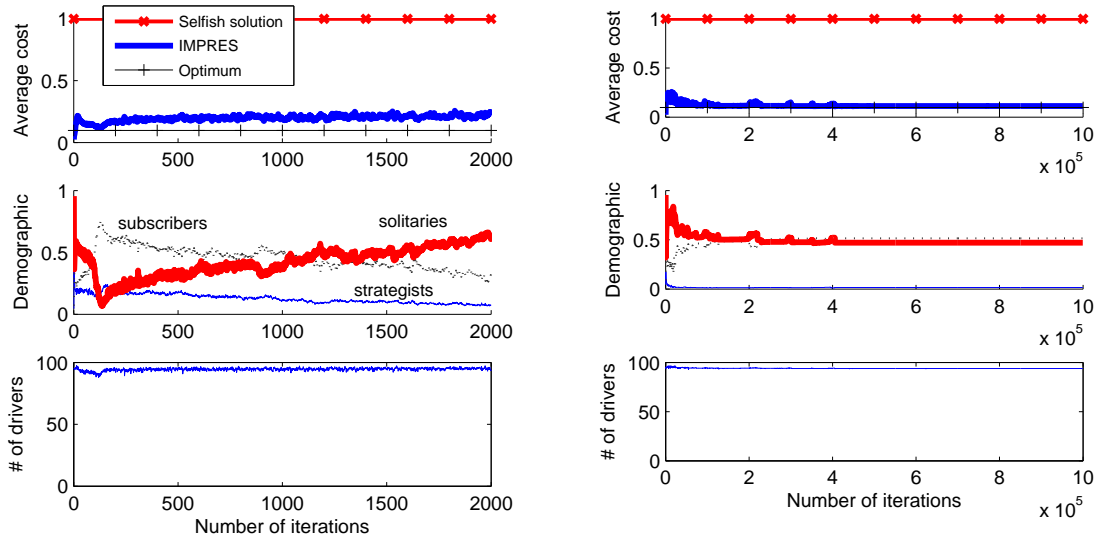 Average cost
1
0.5
0
Selfish solution
IMPRES
Optimum
0 500 1000 1500 2000
Demographic
1
0.5
0
subscribers
solitaries
strategists
0 500 1000 1500 2000
# of drivers
100
50
0
0 500 1000 1500 2000
Number of iterations
Average cost
1
0.5
0
0 2 4 6 8 10
x 10^5
Demographic
1
0.5
0
0 2 4 6 8 10
x 10^5
# of drivers
100
50
0
0 2 4 6 8 10
Number of iterations
x 10^5